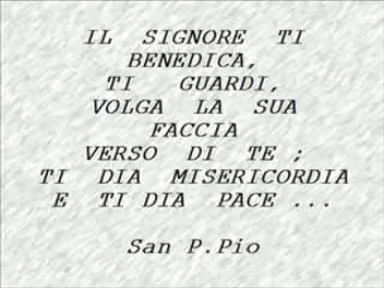 IL SIGNORE TI
BENEDICA,
TI GUARDI,
VOLGA LA SUA
FACCIA
VERSO DI TE ;
TI DIA MISERICORDIA
E TI DIA PACE ...
San P.Pio